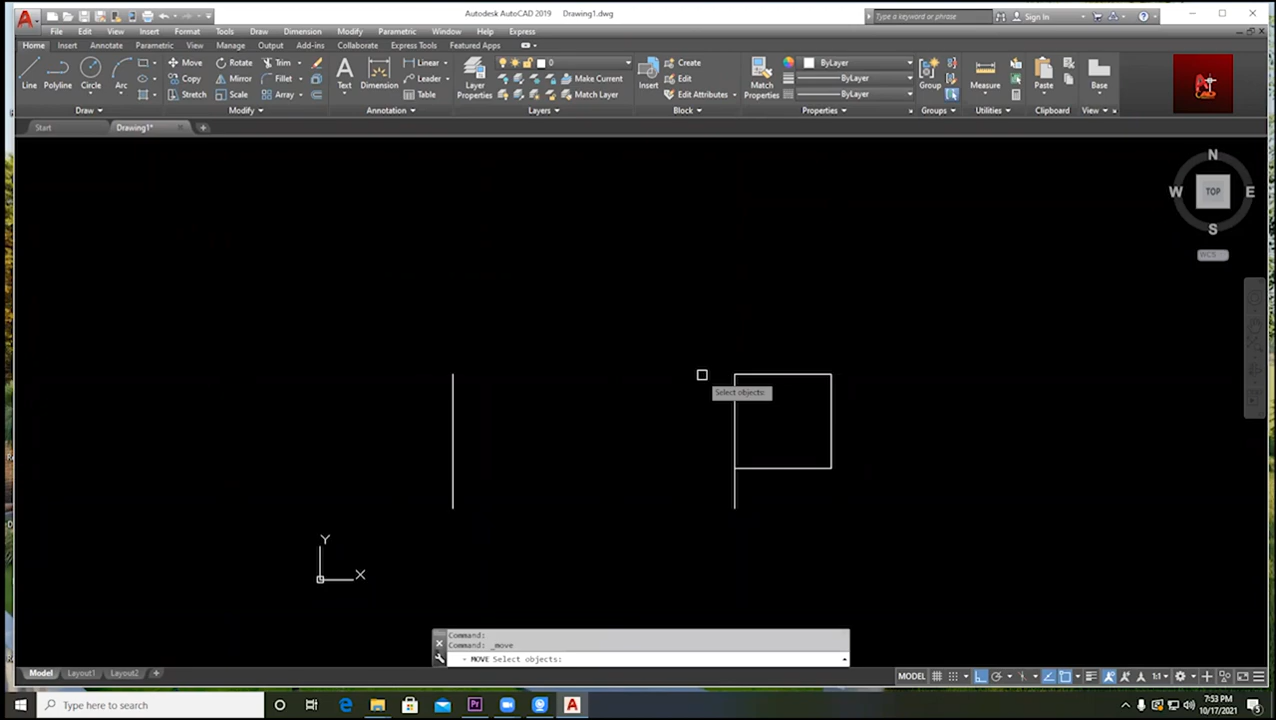 Autodesk AutoCAD 2019 Drawing1.dwg
Type a keyword or phrase
Sign In
File Edit View Insert Format Tools Draw Dimension Modify Parametric Window Help Express
Home Insert Annotate Parametric View Manage Output Add-ins Collaborate Express Tools Featured Apps
Line Polyline Circle Arc
Move Rotate Trim
Copy Mirror Fillet
Stretch Scale Array
Draw Modify
Text Dimension
Linear
Leader
Table
Annotation
Layer Properties
0
Make Current
Match Layer
Layers
Insert
Create
Edit
Edit Attributes
Block
Match Properties
ByLayer
ByLayer
ByLayer
Properties
Group
Groups
Measure
Utilities
Paste
Clipboard
Base
View
Start Drawing1*
N
W TOP E
S
WCS
Select objects:
Y
X
Command:
Command: _move
MOVE Select objects:
Model Layout1 Layout2 +
MODEL
1:1
Type here to search
Pr
7:53 PM
10/17/2021